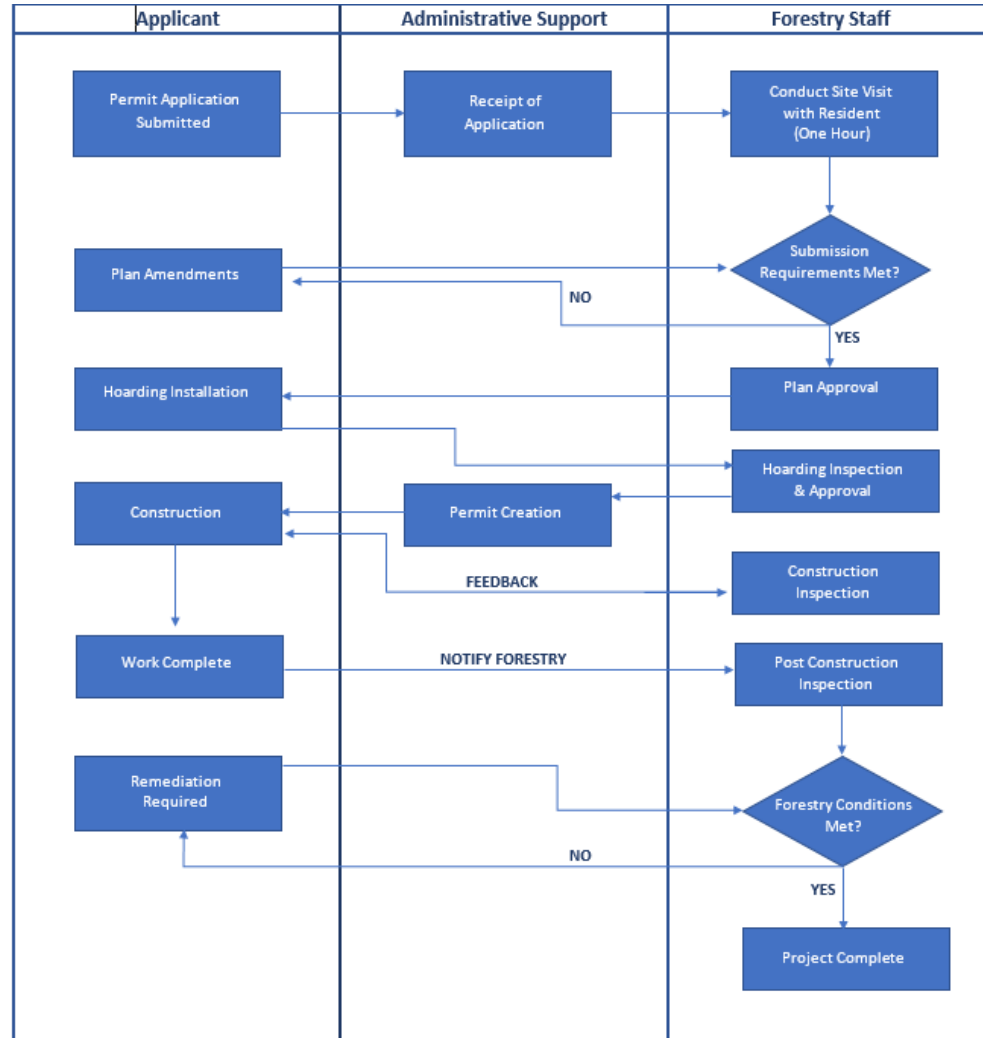 Applicant
Administrative Support
Forestry Staff
Permit Application
Submitted
Receipt of
Application
Conduct Site Visit
with Resident
(One Hour)
Plan Amendments
Submission
Requirements Met?
NO
YES
Hoarding Installation
Plan Approval
Hoarding Inspection
& Approval
Construction
Permit Creation
FEEDBACK
Construction
Inspection
Work Complete
NOTIFY FORESTRY
Post Construction
Inspection
Remediation
Required
Forestry Conditions
Met?
NO
YES
Project Complete